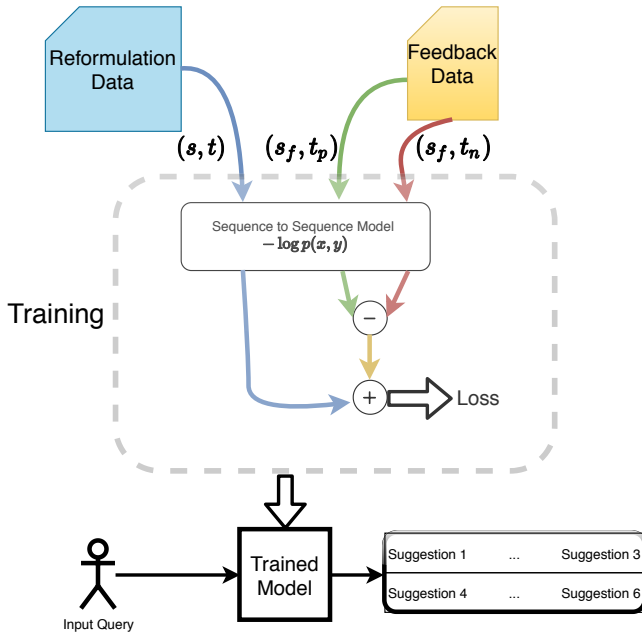 Reformulation
Data
Feedback
Data
(s, t)
(s_f, t_p)
(s_f, t_n)
Sequence to Sequence Model
− log p(x, y)
Training
−
+
Loss
Trained
Model
Input Query
Suggestion 1 ... Suggestion 3
Suggestion 4 ... Suggestion 6